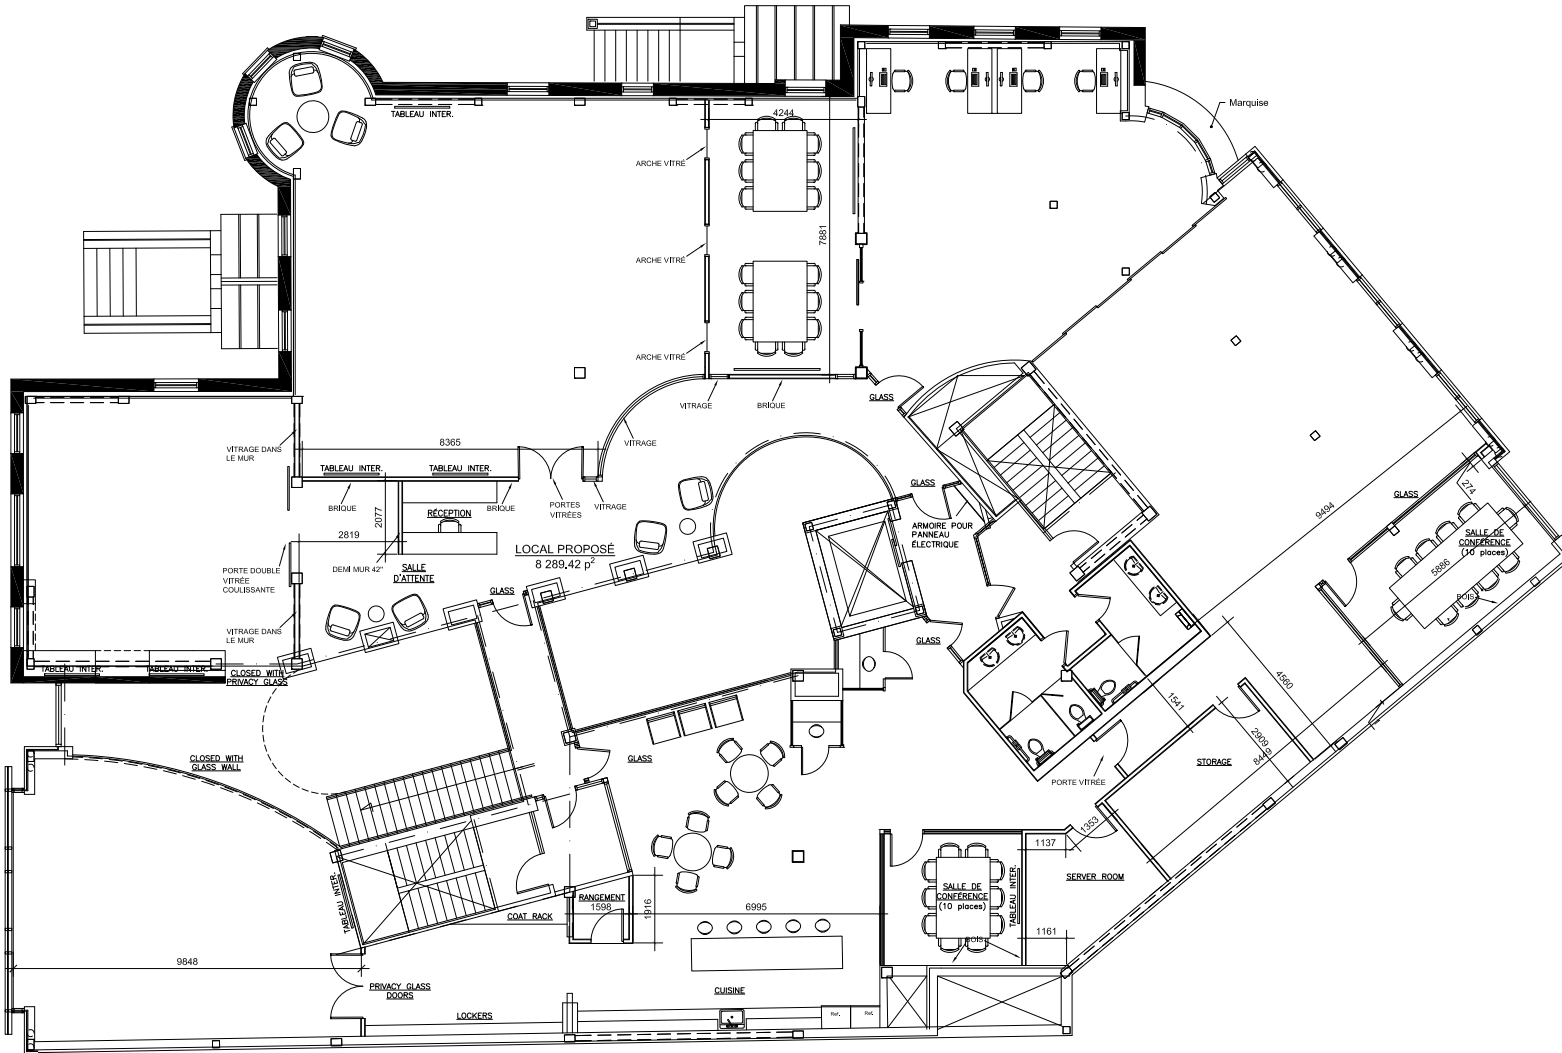 Marquise
TABLEAU INTER.
4244
ARCHE VITRÉ
7881
ARCHE VITRÉ
ARCHE VITRÉ
VITRAGE
BRIQUE
GLASS
VITRAGE
8365
VITRAGE DANS
LE MUR
TABLEAU INTER.
TABLEAU INTER.
BRIQUE
BRIQUE
PORTES
VITRÉES
VITRAGE
RÉCEPTION
2077
2819
LOCAL PROPOSÉ
8 289,42 p²
DEMI MUR 42"
SALLE
D'ATTENTE
PORTE DOUBLE
VITRÉE
COULISSANTE
VITRAGE DANS
LE MUR
GLASS
GLASS
ARMOIRE POUR
PANNEAU
ÉLECTRIQUE
GLASS
9494
GLASS
274
SALLE DE
CONFÉRENCE
(10 places)
5886
BOIS
TABLEAU INTER.
TABLEAU INTER.
CLOSED WITH
PRIVACY GLASS
CLOSED WITH
GLASS WALL
GLASS
4560
1541
2909
8449
STORAGE
PORTE VITRÉE
1353
1137
SERVER ROOM
SALLE DE
CONFÉRENCE
(10 places)
TABLEAU INTER.
BOIS
1161
TABLEAU INTER.
RANGEMENT
1598
1916
6995
COAT RACK
9848
PRIVACY GLASS
DOORS
CUISINE
LOCKERS
Ref.
Ref.